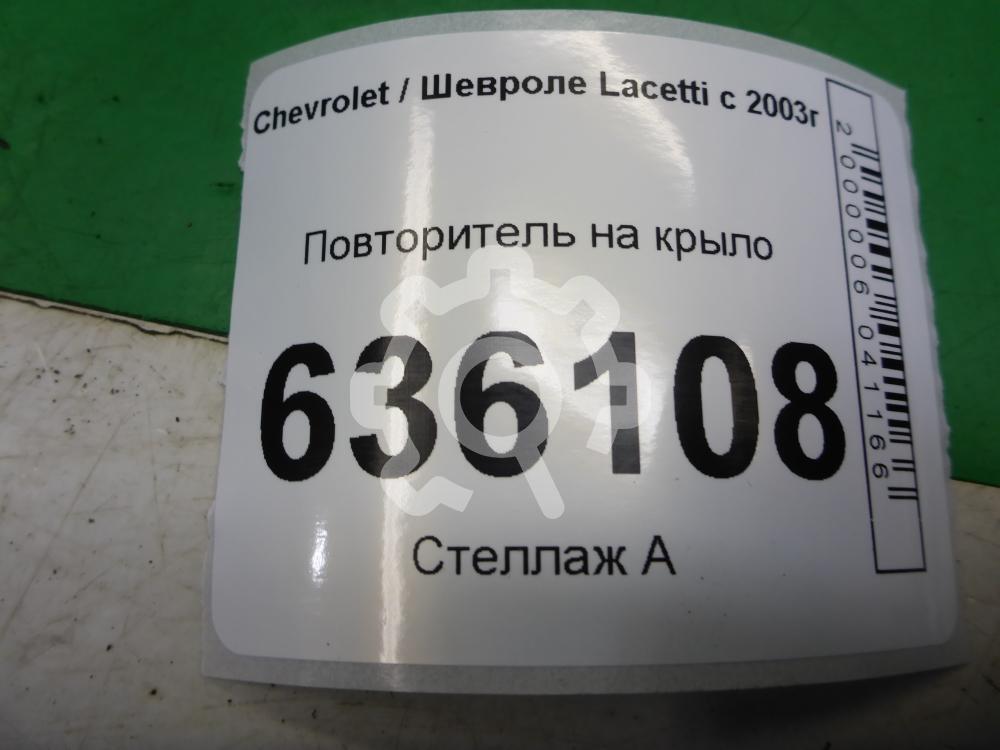 Chevrolet / Шевроле Lacetti с 2003г
Повторитель на крыло
636108
Стеллаж А
2000006041166